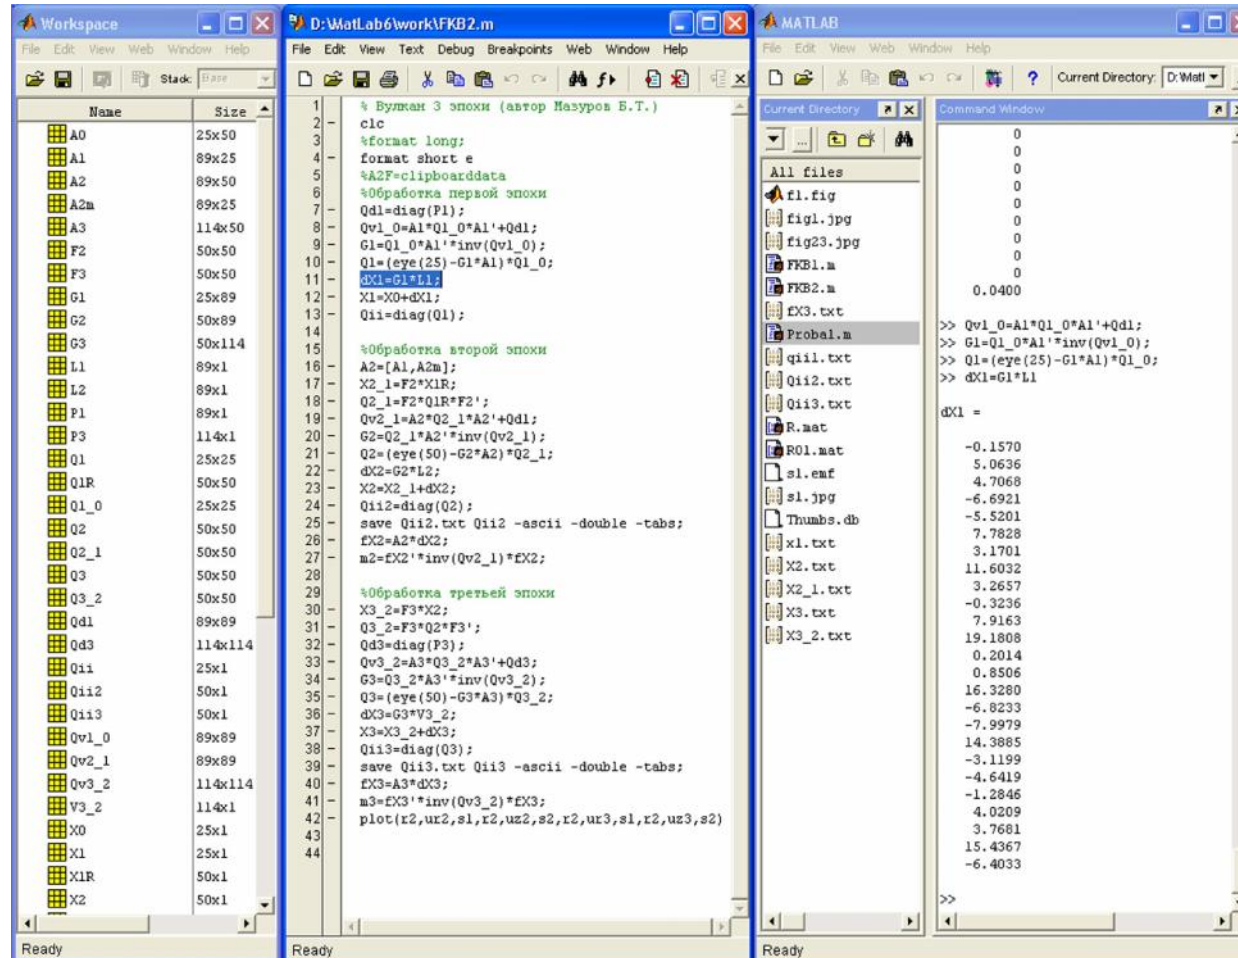 Workspace
File Edit View Web Window Help
Stack: Base
Name Size
A0 25x50
A1 89x25
A2 89x50
A2m 89x25
A3 114x50
F2 50x50
F3 50x50
G1 25x89
G2 50x89
G3 50x114
L1 89x1
L2 89x1
P1 89x1
P3 114x1
Q1 25x25
Q1R 50x50
Q1_0 25x25
Q2 50x50
Q2_1 50x50
Q3 50x50
Q3_2 50x50
Qd1 89x89
Qd3 114x114
Qii 25x1
Qii2 50x1
Qii3 50x1
Qv1_0 89x89
Qv2_1 89x89
Qv3_2 114x114
V3_2 114x1
X0 25x1
X1 25x1
X1R 50x1
X2 50x1
Ready
D:\MatLab6\work\FKB2.m
File Edit View Text Debug Breakpoints Web Window Help
1 % Вулкан 3 эпохи (автор Мазуров Б.Т.)
2 - clc
3 %format long;
4 - format short e
5 %A2F=clipboarddata
6 %Обработка первой эпохи
7 - Qd1=diag(P1);
8 - Qv1_0=A1*Q1_0*A1'+Qd1;
9 - G1=Q1_0*A1'*inv(Qv1_0);
10 - Q1=(eye(25)-G1*A1)*Q1_0;
11 - dX1=G1*L1;
12 - X1=X0+dX1;
13 - Qii=diag(Q1);
14
15 %Обработка второй эпохи
16 - A2=[A1,A2m];
17 - X2_1=F2*X1R;
18 - Q2_1=F2*Q1R*F2';
19 - Qv2_1=A2*Q2_1*A2'+Qd1;
20 - G2=Q2_1*A2'*inv(Qv2_1);
21 - Q2=(eye(50)-G2*A2)*Q2_1;
22 - dX2=G2*L2;
23 - X2=X2_1+dX2;
24 - Qii2=diag(Q2);
25 - save Qii2.txt Qii2 -ascii -double -tabs;
26 - fX2=A2*dX2;
27 - m2=fX2'*inv(Qv2_1)*fX2;
28
29 %Обработка третьей эпохи
30 - X3_2=F3*X2;
31 - Q3_2=F3*Q2*F3';
32 - Qd3=diag(P3);
33 - Qv3_2=A3*Q3_2*A3'+Qd3;
34 - G3=Q3_2*A3'*inv(Qv3_2);
35 - Q3=(eye(50)-G3*A3)*Q3_2;
36 - dX3=G3*V3_2;
37 - X3=X3_2+dX3;
38 - Qii3=diag(Q3);
39 - save Qii3.txt Qii3 -ascii -double -tabs;
40 - fX3=A3*dX3;
41 - m3=fX3'*inv(Qv3_2)*fX3;
42 - plot(r2,ur2,s1,r2,uz2,s2,r2,ur3,s1,r2,uz3,s2)
43
44
Ready
MATLAB
File Edit View Web Window Help
Current Directory: D:\Matl
Current Directory
All files
f1.fig
fig1.jpg
fig23.jpg
FKB1.m
FKB2.m
fX3.txt
Proba1.m
qii1.txt
Qii2.txt
Qii3.txt
R.mat
R01.mat
s1.emf
s1.jpg
Thumbs.db
x1.txt
X2.txt
X2_1.txt
X3.txt
X3_2.txt
Command Window
0
0
0
0
0
0
0
0
0
0.0400
>> Qv1_0=A1*Q1_0*A1'+Qd1;
>> G1=Q1_0*A1'*inv(Qv1_0);
>> Q1=(eye(25)-G1*A1)*Q1_0;
>> dX1=G1*L1
dX1 =
-0.1570
5.0636
4.7068
-6.6921
-5.5201
7.7828
3.1701
11.6032
3.2657
-0.3236
7.9163
19.1808
0.2014
0.8506
16.3280
-6.8233
-7.9979
14.3885
-3.1199
-4.6419
-1.2846
4.0209
3.7681
15.4367
-6.4033
>>
Ready